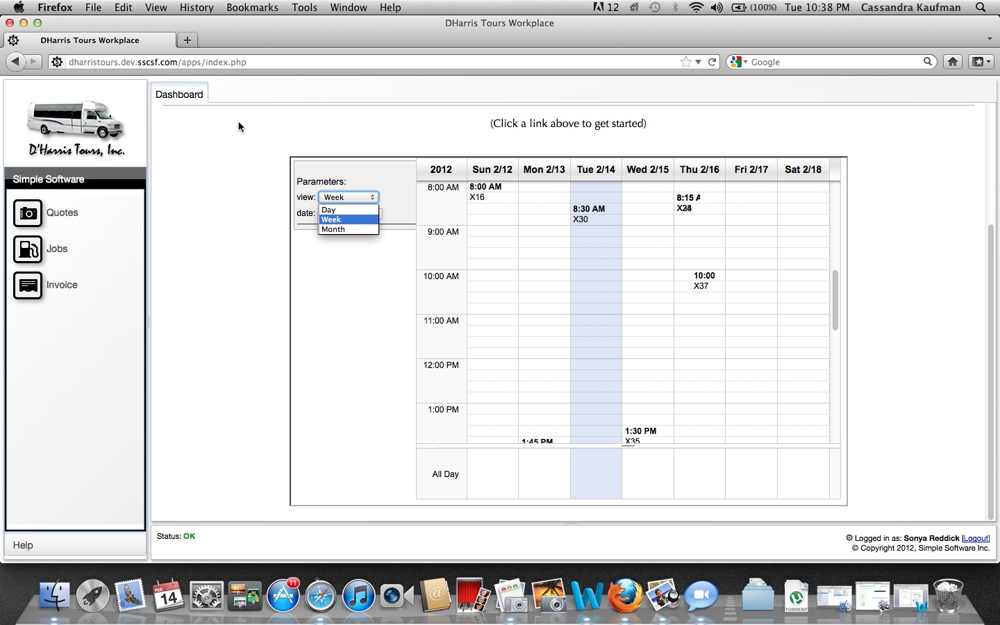 Firefox File Edit View History Bookmarks Tools Window Help 12 (100%) Tue 10:38 PM Cassandra Kaufman
DHarris Tours Workplace
DHarris Tours Workplace
dharristours.dev.sscsf.com/apps/index.php Google
D'Harris Tours, Inc.
Simple Software
Quotes
Jobs
Invoice
Help
Dashboard
(Click a link above to get started)
Parameters:
view: Week
Day
Week
Month
date:
2012 Sun 2/12 Mon 2/13 Tue 2/14 Wed 2/15 Thu 2/16 Fri 2/17 Sat 2/18
8:00 AM 8:00 AM
X16
8:15 A
8:30 AM
X30
9:00 AM
10:00 AM 10:00
X37
11:00 AM
12:00 PM
1:00 PM
1:30 PM
X35
1:45 PM
All Day
Status: OK
Logged in as: Sonya Reddick [Logout]
© Copyright 2012, Simple Software Inc.
FEB
14
11
TORRENT